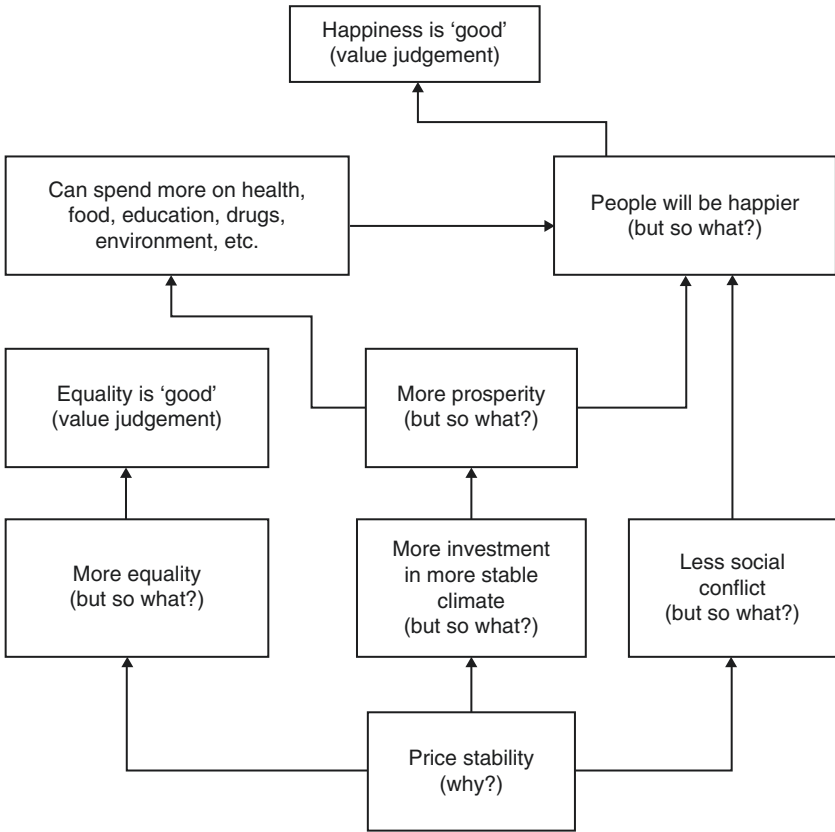 Happiness is ‘good’
(value judgement)
Can spend more on health,
food, education, drugs,
environment, etc.
People will be happier
(but so what?)
Equality is ‘good’
(value judgement)
More prosperity
(but so what?)
More equality
(but so what?)
More investment
in more stable
climate
(but so what?)
Less social
conflict
(but so what?)
Price stability
(why?)